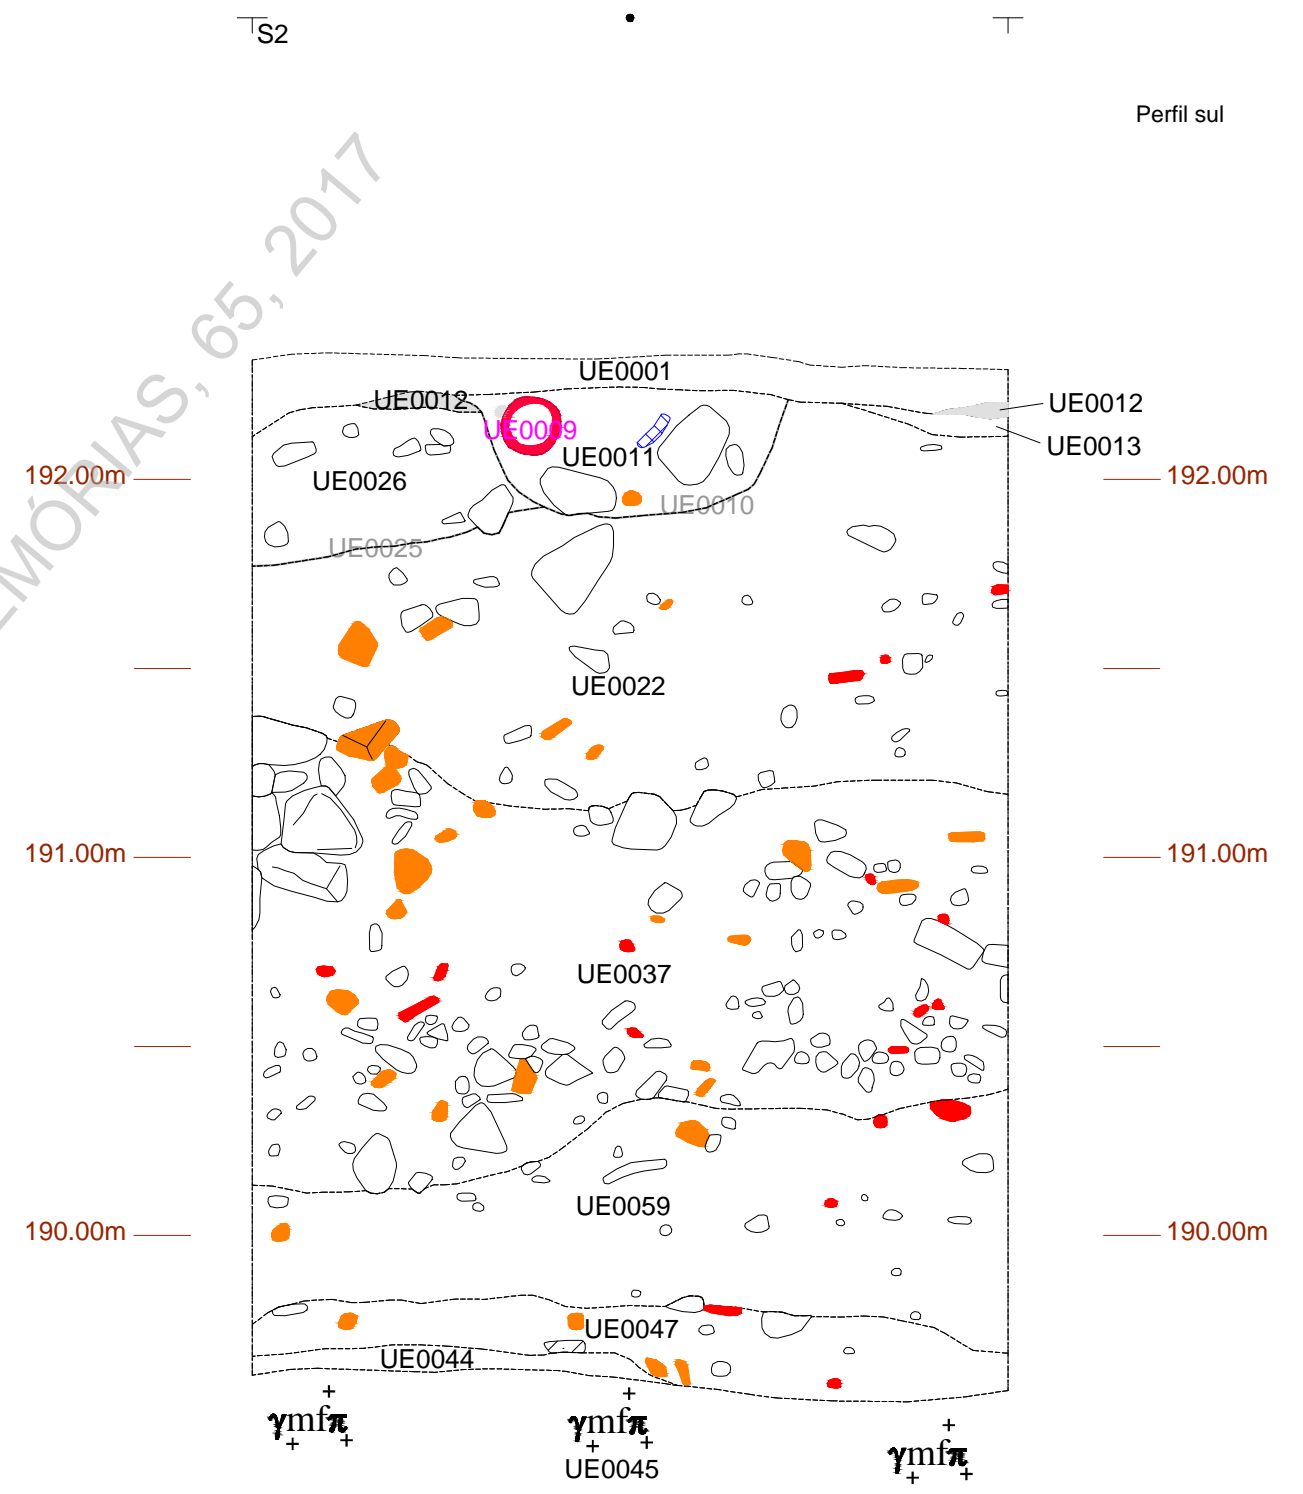 S2
Perfil sul
EMÓRIAS, 65, 2017
UE0001
UE0012
UE0012
UE0009
UE0013
UE0011
192.00m
UE0026
192.00m
UE0010
UE0025
UE0022
191.00m
191.00m
UE0037
UE0059
190.00m
190.00m
UE0047
UE0044
γmfπ
γmfπ
γmfπ
UE0045